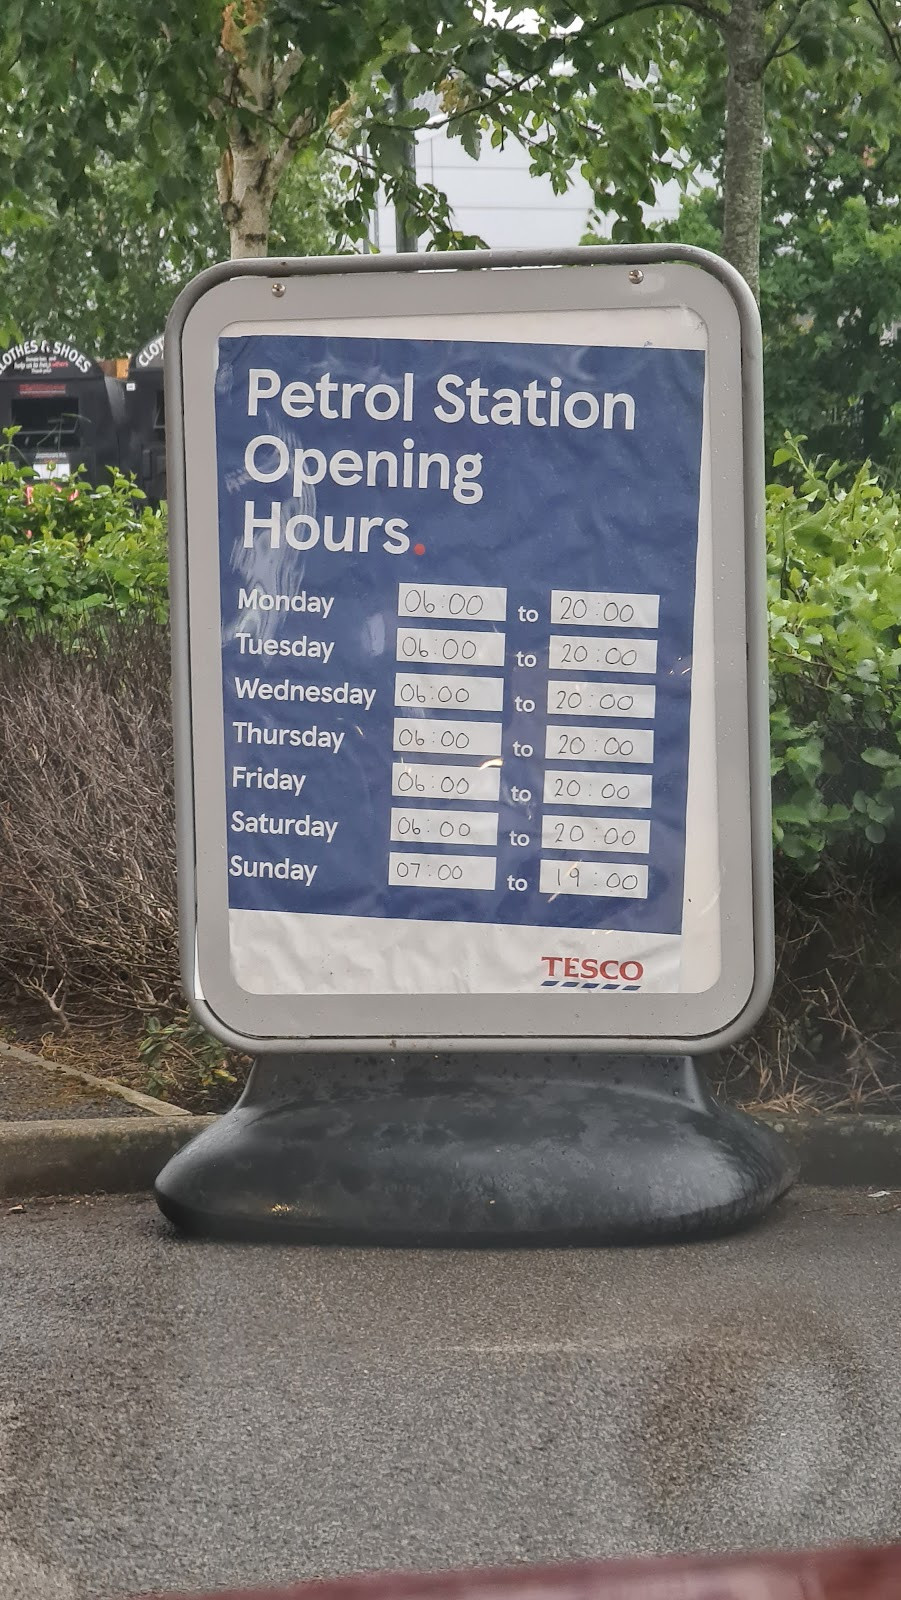 CLOTHES & SHOES
CLOT
Petrol Station
Opening
Hours.
Monday 06:00 to 20:00
Tuesday 06:00 to 20:00
Wednesday 06:00 to 20:00
Thursday 06:00 to 20:00
Friday 06:00 to 20:00
Saturday 06:00 to 20:00
Sunday 07:00 to 19:00
TESCO